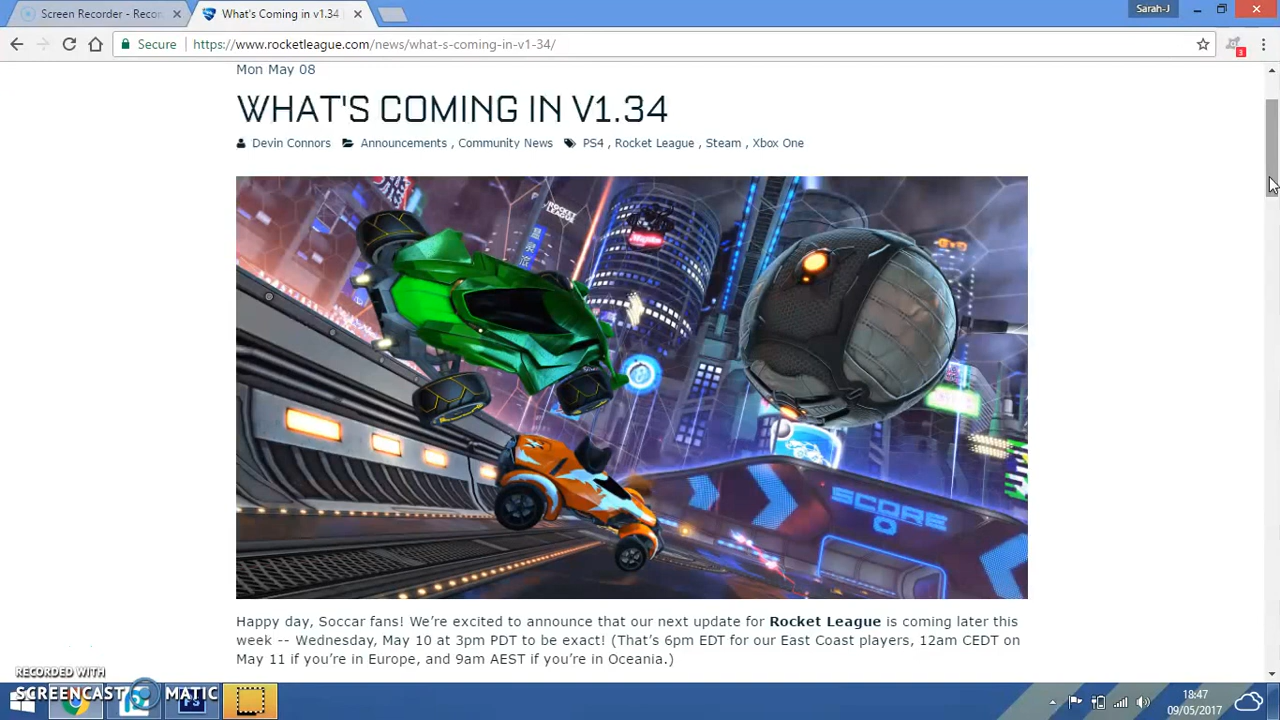 Screen Recorder - Recor
What's Coming in v1.34
Sarah-J
Secure
https://www.rocketleague.com/news/what-s-coming-in-v1-34/
3
Mon May 08
WHAT'S COMING IN V1.34
Devin Connors Announcements , Community News PS4 , Rocket League , Steam , Xbox One
ROCKET LEAGUE
SCORE
0
Happy day, Soccar fans! We're excited to announce that our next update for Rocket League is coming later this
week -- Wednesday, May 10 at 3pm PDT to be exact! (That's 6pm EDT for our East Coast players, 12am CEDT on
May 11 if you're in Europe, and 9am AEST if you're in Oceania.)
RECORDED WITH
SCREENCAST MATIC
PS
18:47
09/05/2017